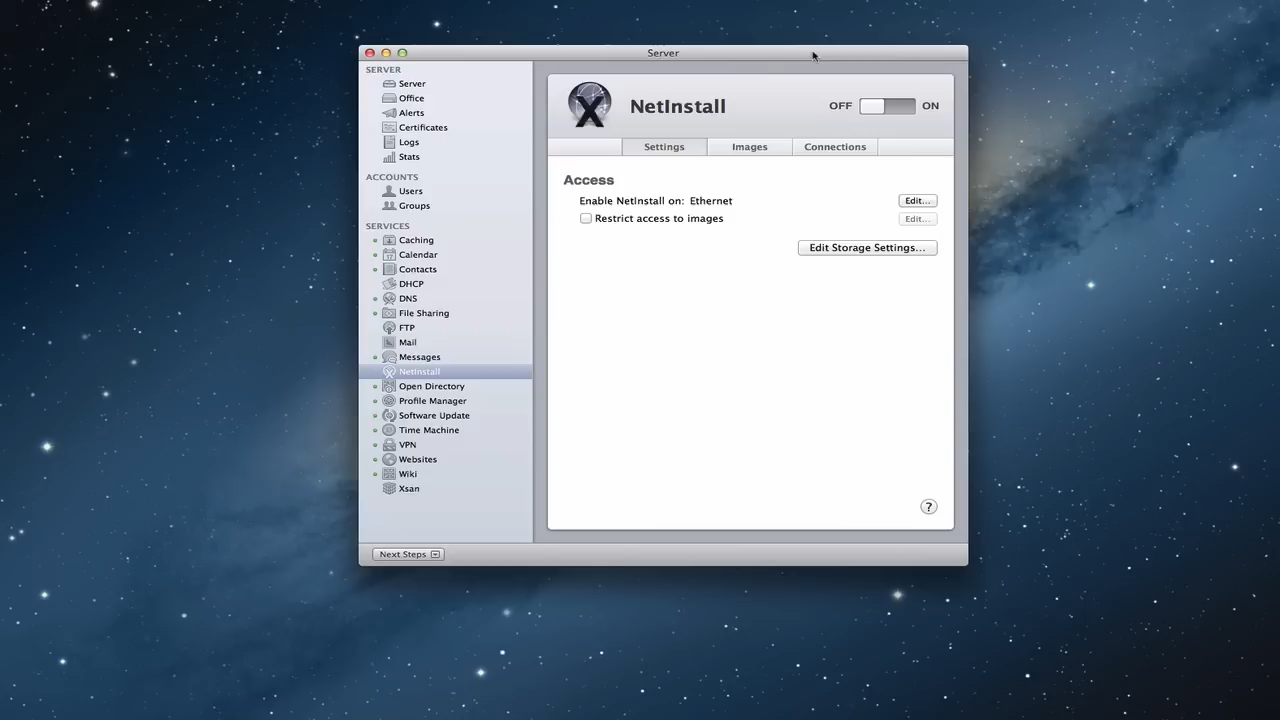 Server
SERVER
Server
Office
Alerts
Certificates
Logs
Stats
ACCOUNTS
Users
Groups
SERVICES
Caching
Calendar
Contacts
DHCP
DNS
File Sharing
FTP
Mail
Messages
NetInstall
Open Directory
Profile Manager
Software Update
Time Machine
VPN
Websites
Wiki
Xsan
Next Steps
NetInstall OFF ON
Settings Images Connections
Access
Enable NetInstall on: Ethernet Edit...
Restrict access to images Edit...
Edit Storage Settings...
?